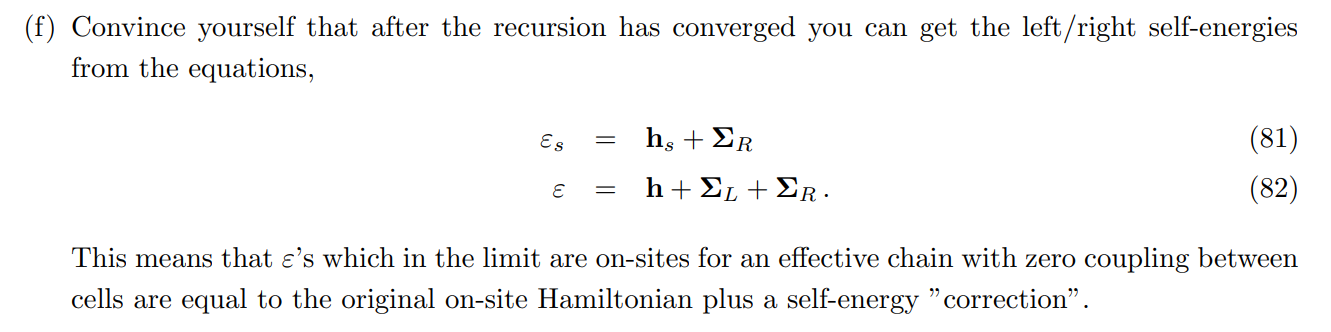 (f) Convince yourself that after the recursion has converged you can get the left/right self-energies
from the equations,
εₛ = hₛ + Σ_R (81)
ε = h + Σ_L + Σ_R . (82)
This means that ε's which in the limit are on-sites for an effective chain with zero coupling between
cells are equal to the original on-site Hamiltonian plus a self-energy "correction".